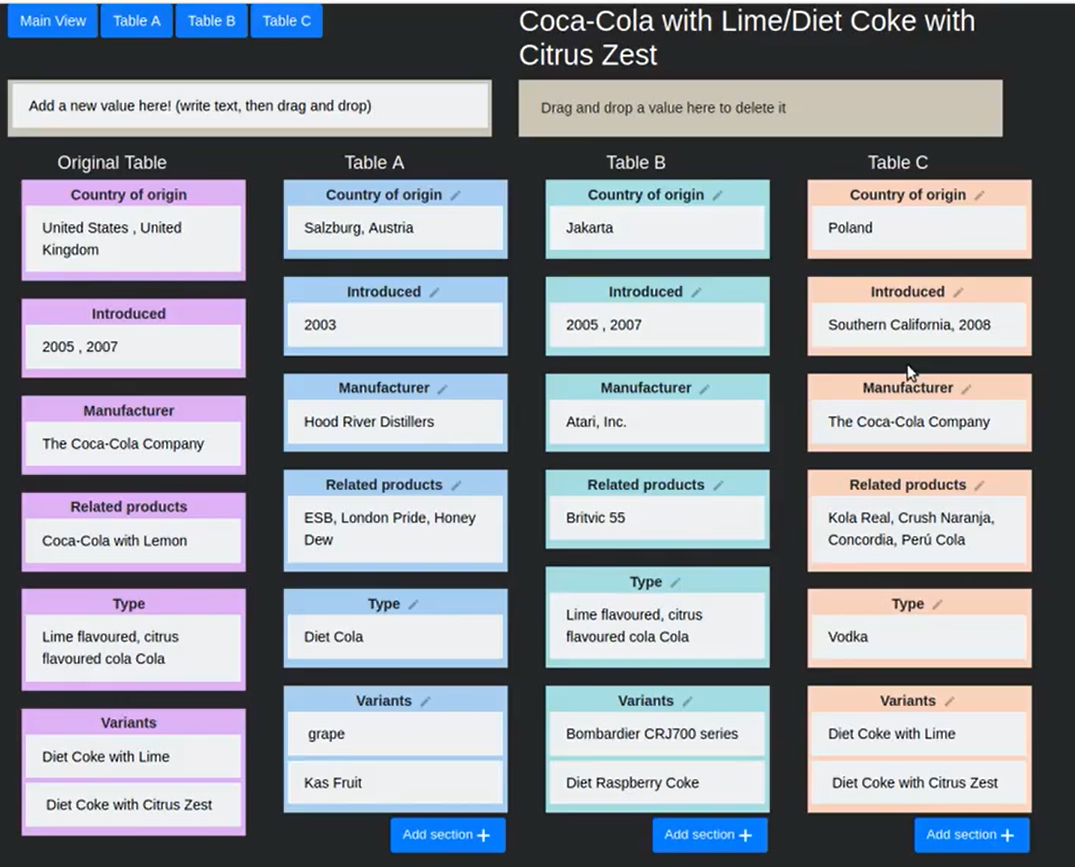 Main View Table A Table B Table C
Coca-Cola with Lime/Diet Coke with
Citrus Zest
Add a new value here! (write text, then drag and drop)
Drag and drop a value here to delete it
Original Table
Country of origin
United States , United
Kingdom
Introduced
2005 , 2007
Manufacturer
The Coca-Cola Company
Related products
Coca-Cola with Lemon
Type
Lime flavoured, citrus
flavoured cola Cola
Variants
Diet Coke with Lime
Diet Coke with Citrus Zest
Table A
Country of origin
Salzburg, Austria
Introduced
2003
Manufacturer
Hood River Distillers
Related products
ESB, London Pride, Honey
Dew
Type
Diet Cola
Variants
grape
Kas Fruit
Add section +
Table B
Country of origin
Jakarta
Introduced
2005 , 2007
Manufacturer
Atari, Inc.
Related products
Britvic 55
Type
Lime flavoured, citrus
flavoured cola Cola
Variants
Bombardier CRJ700 series
Diet Raspberry Coke
Add section +
Table C
Country of origin
Poland
Introduced
Southern California, 2008
Manufacturer
The Coca-Cola Company
Related products
Kola Real, Crush Naranja,
Concordia, Perú Cola
Type
Vodka
Variants
Diet Coke with Lime
Diet Coke with Citrus Zest
Add section +